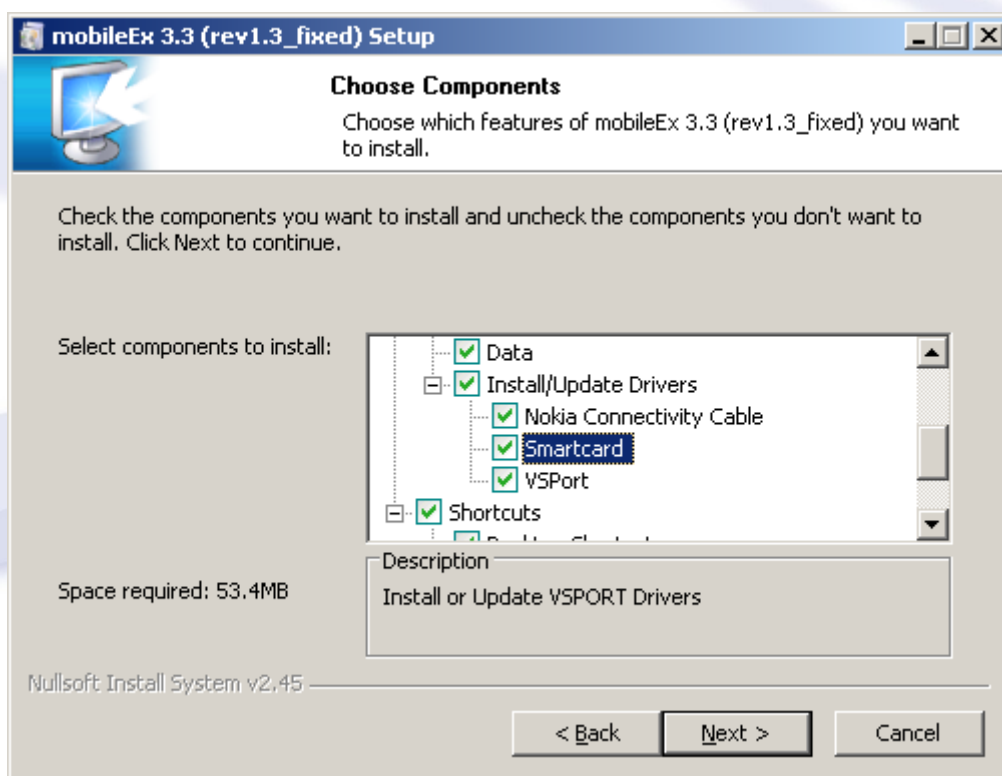 mobileEx 3.3 (rev1.3_fixed) Setup
Choose Components
Choose which features of mobileEx 3.3 (rev1.3_fixed) you want
to install.
Check the components you want to install and uncheck the components you don't want to
install. Click Next to continue.
Select components to install:
Data
Install/Update Drivers
Nokia Connectivity Cable
Smartcard
VSPort
Shortcuts
Space required: 53.4MB
Description
Install or Update VSPORT Drivers
Nullsoft Install System v2.45
< Back
Next >
Cancel